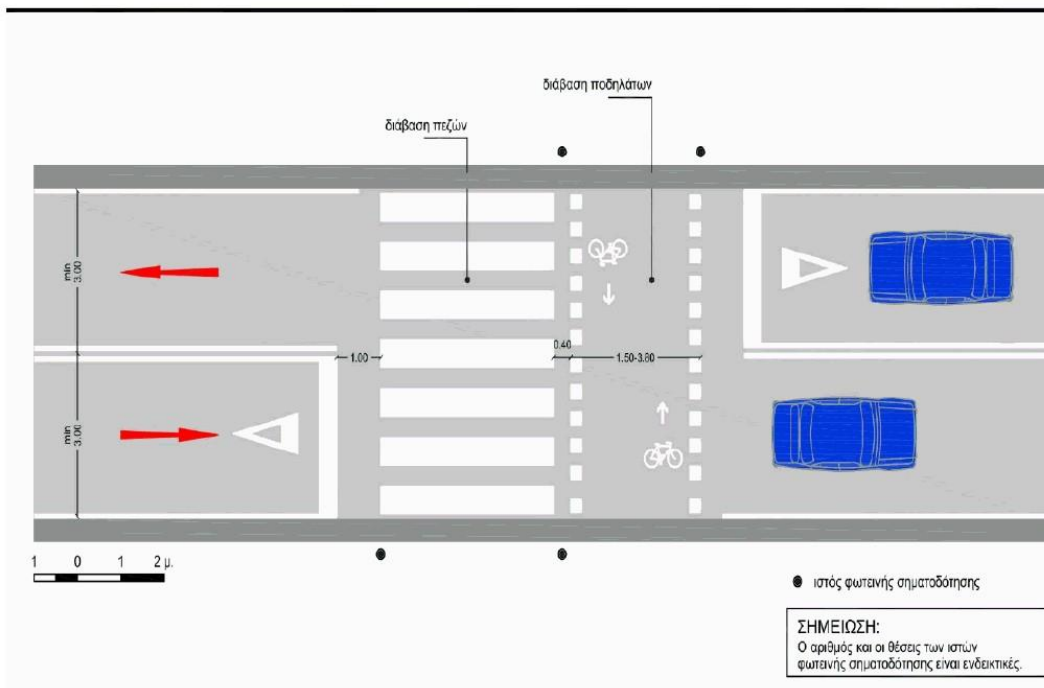 διάβαση ποδηλάτων
διάβαση πεζών
min
3.00
min
3.00
1.00
0.40
1.50-3.80
1 0 1 2 μ.
ιστός φωτεινής σηματοδότησης
ΣΗΜΕΙΩΣΗ:
Ο αριθμός και οι θέσεις των ιστών
φωτεινής σηματοδότησης είναι ενδεικτικές.